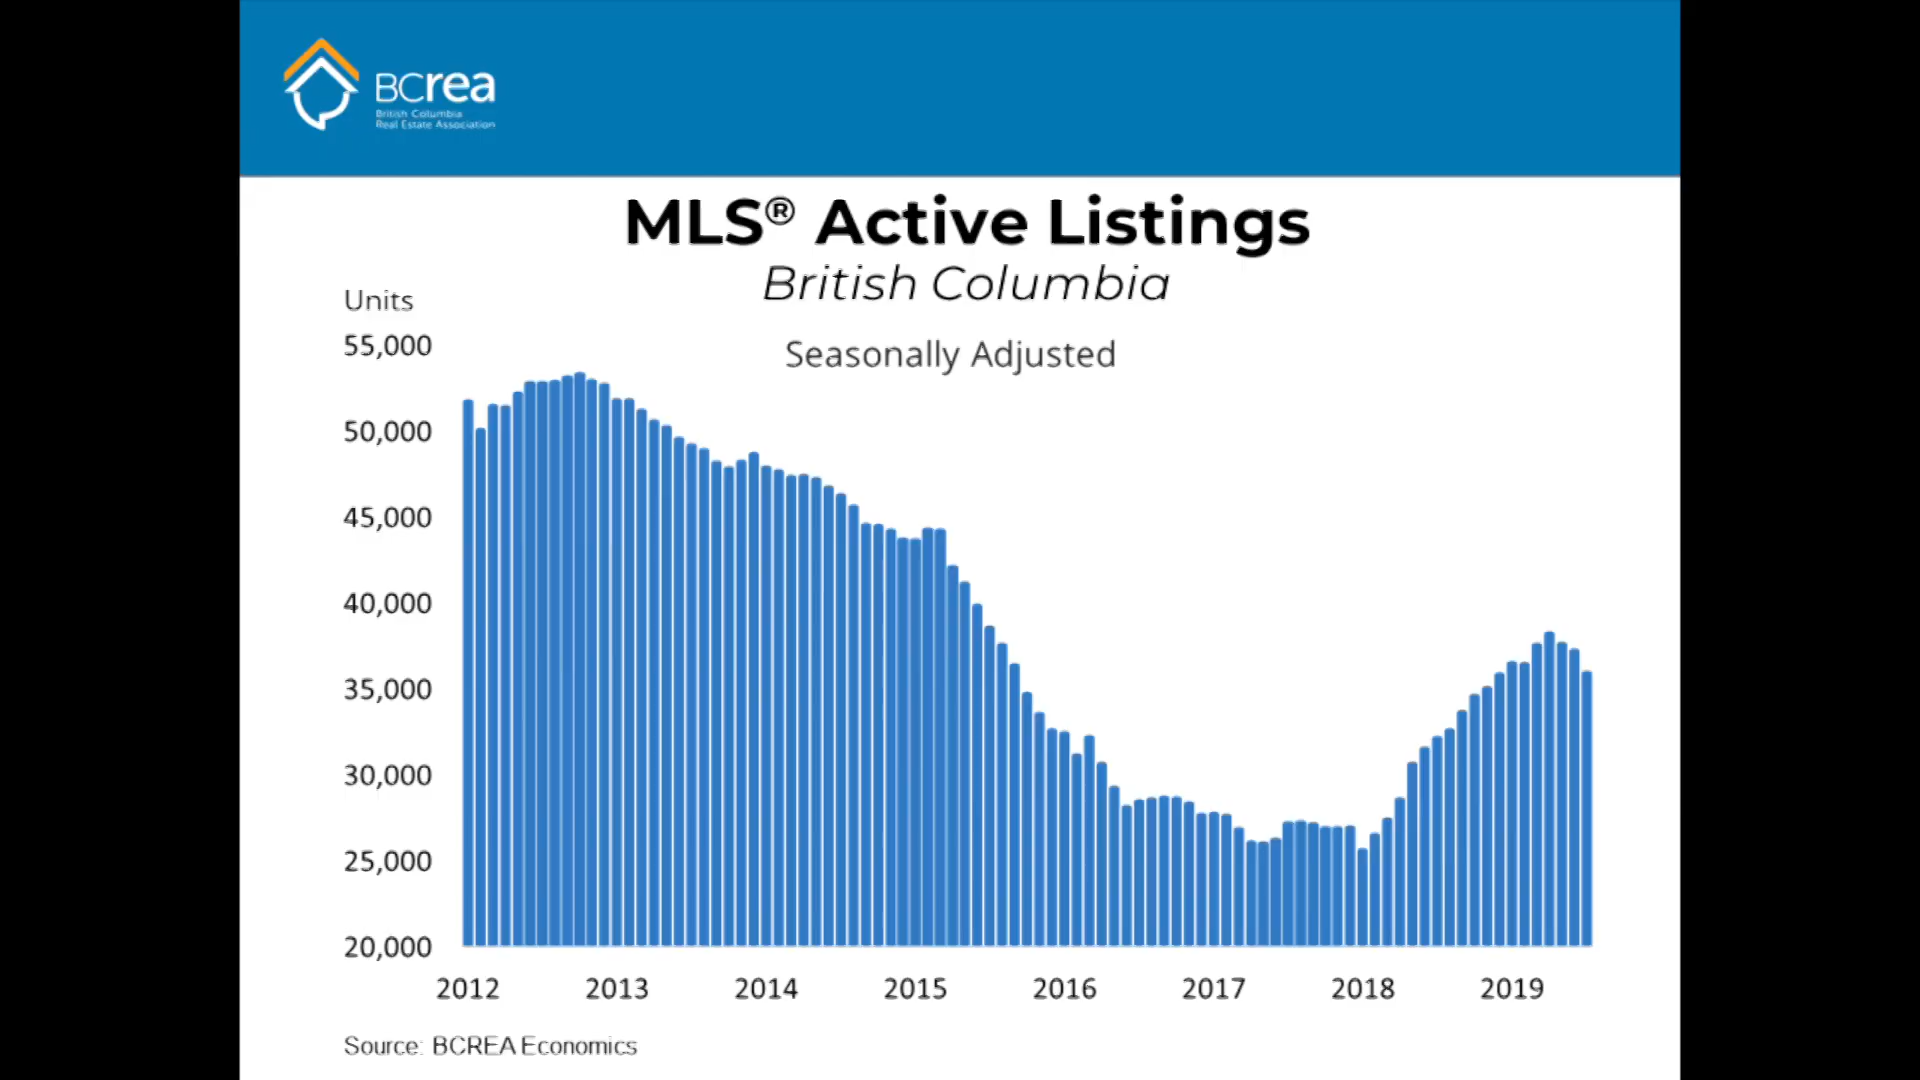 BCrea
British Columbia
Real Estate Association
MLS® Active Listings
British Columbia
Units
Seasonally Adjusted
55,000
50,000
45,000
40,000
35,000
30,000
25,000
20,000
2012 2013 2014 2015 2016 2017 2018 2019
Source: BCREA Economics